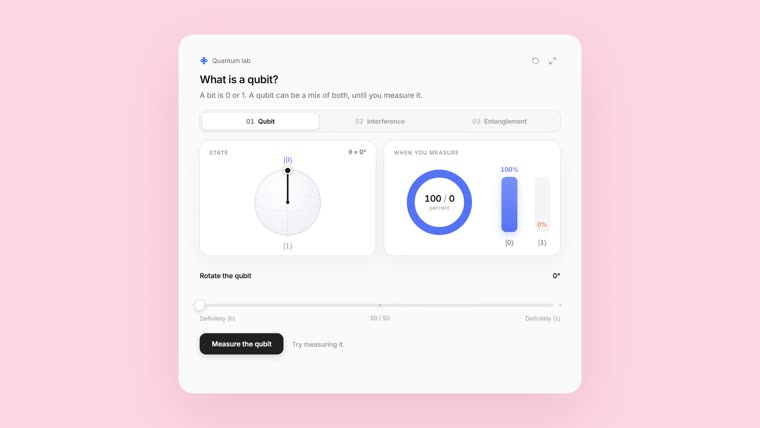 Quantum lab
What is a qubit?
A bit is 0 or 1. A qubit can be a mix of both, until you measure it.
01 Qubit
02 Interference
03 Entanglement
STATE
θ = 0°
|0⟩
|1⟩
WHEN YOU MEASURE
100 / 0
percent
100%
0%
|0⟩
|1⟩
Rotate the qubit
0°
Definitely |0⟩
50 / 50
Definitely |1⟩
Measure the qubit
Try measuring it.